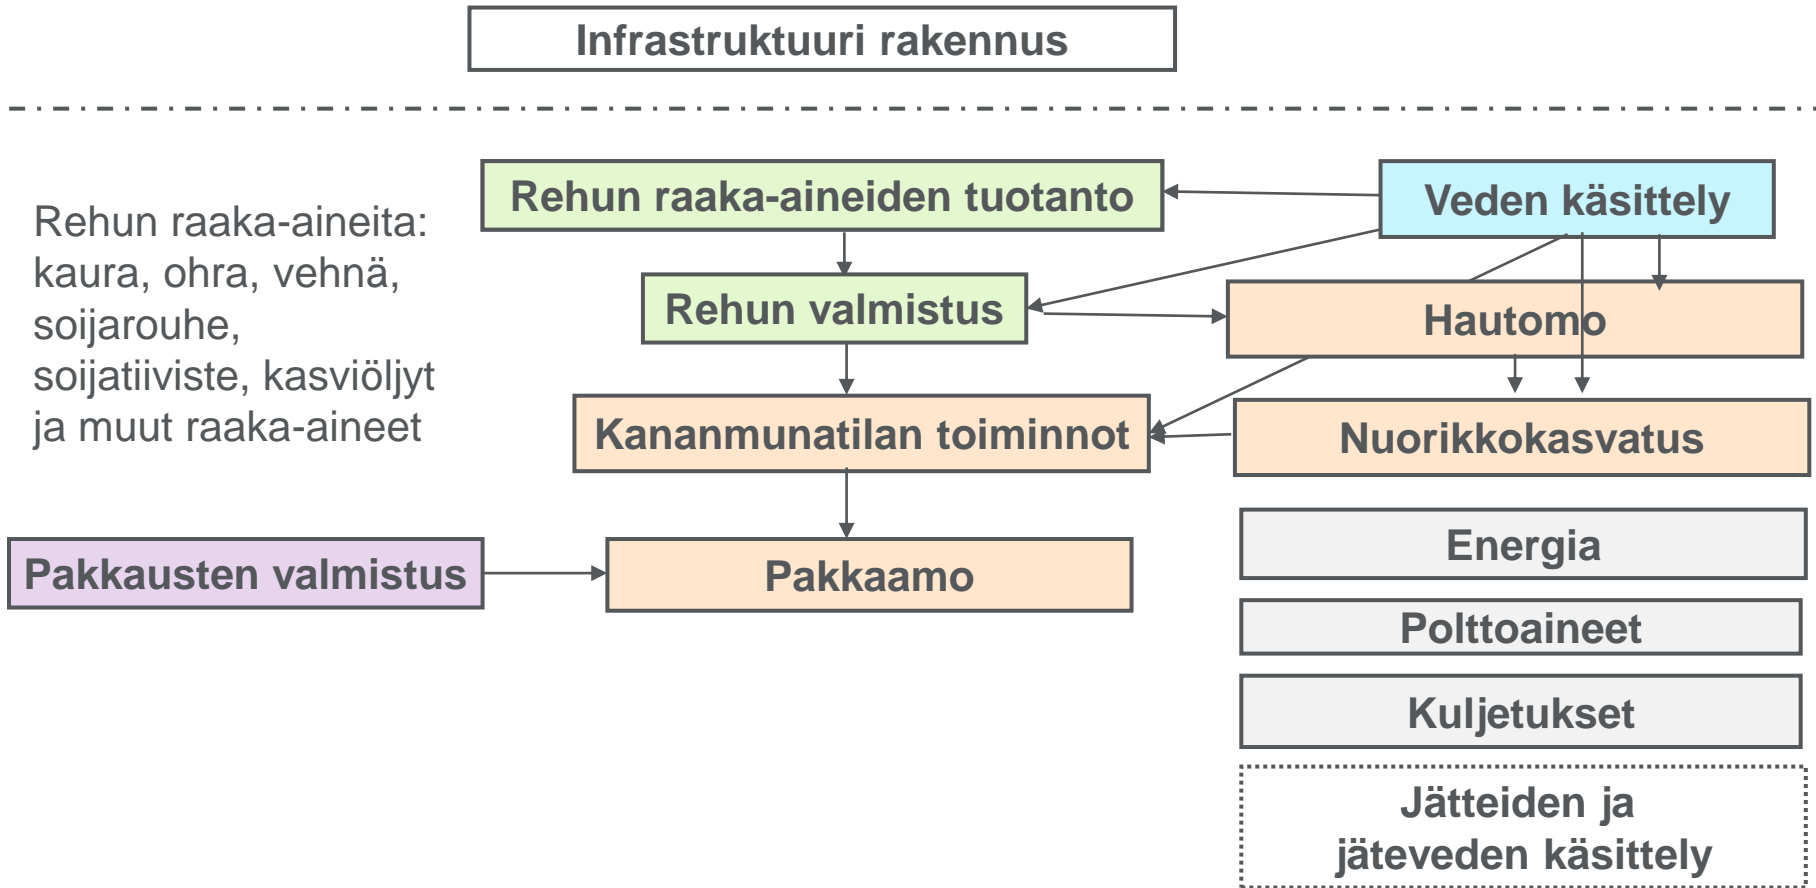 Infrastruktuuri rakennus
Rehun raaka-aineita:
kaura, ohra, vehnä,
soijarouhe,
soijatiiviste, kasviöljyt
ja muut raaka-aineet
Rehun raaka-aineiden tuotanto
Veden käsittely
Rehun valmistus
Hautomo
Kananmunatilan toiminnot
Nuorikkokasvatus
Pakkausten valmistus
Pakkaamo
Energia
Polttoaineet
Kuljetukset
Jätteiden ja
jäteveden käsittely